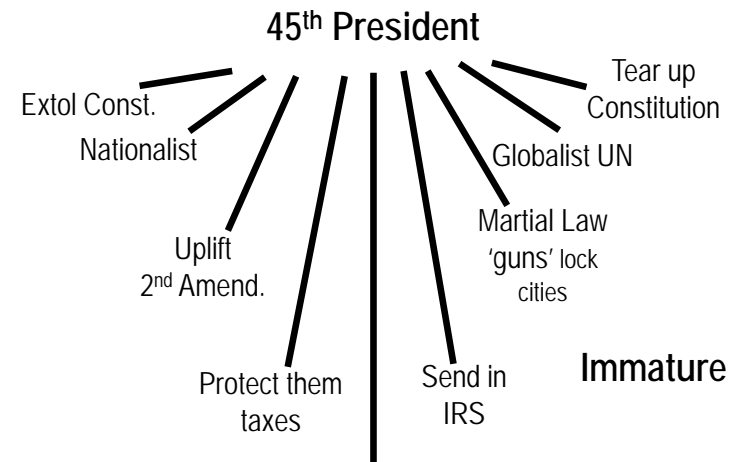 45th President
Extol Const.
Nationalist
Uplift
2nd Amend.
Protect them
taxes
Tear up
Constitution
Globalist UN
Martial Law
'guns' lock
cities
Send in
IRS
Immature